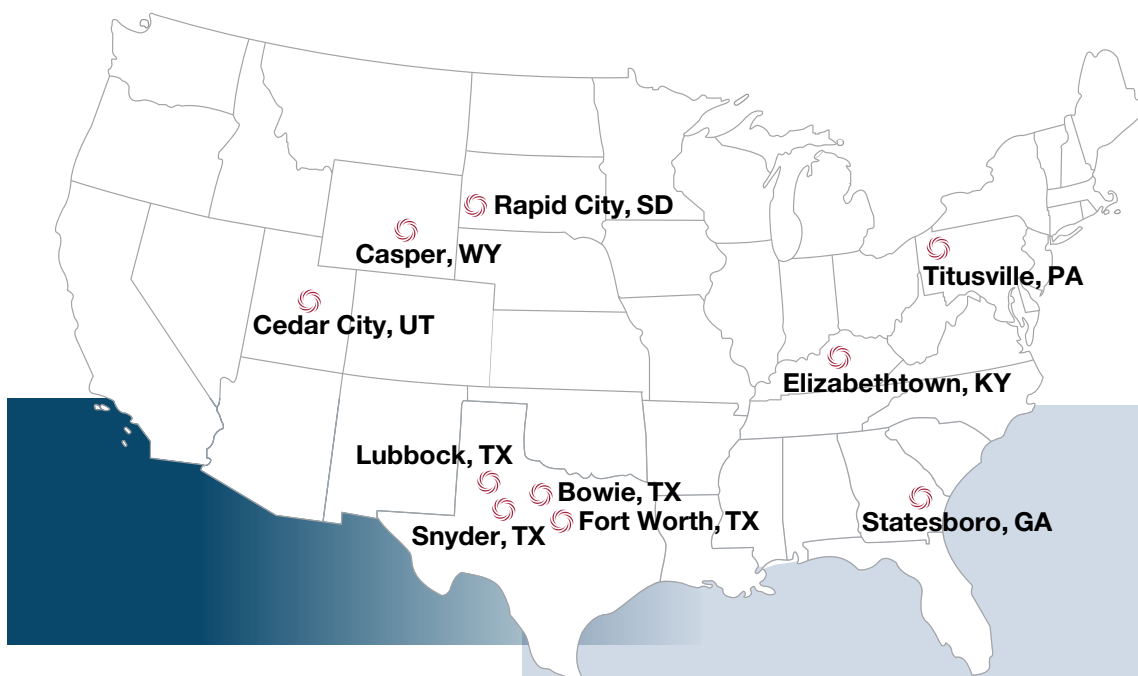 Rapid City, SD
Casper, WY
Titusville, PA
Cedar City, UT
Elizabethtown, KY
Lubbock, TX
Bowie, TX
Fort Worth, TX
Snyder, TX
Statesboro, GA